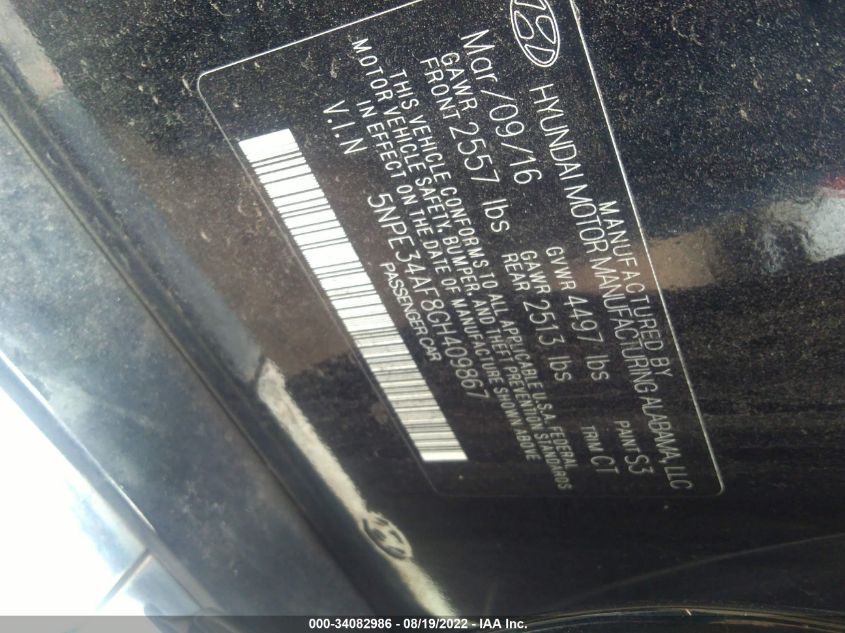 HYUNDAI
MANUFACTURED BY
HYUNDAI MOTOR MANUFACTURING ALABAMA, LLC
Mar/09/16 GVWR 4497 lbs PAINT S3
GAWR FRONT 2557 lbs GAWR REAR 2513 lbs TRIM CT
THIS VEHICLE CONFORMS TO ALL APPLICABLE U.S.A. FEDERAL
MOTOR VEHICLE SAFETY, BUMPER, AND THEFT PREVENTION STANDARDS
IN EFFECT ON THE DATE OF MANUFACTURE SHOWN ABOVE
V.I.N 5NPE34AF8GH409867
PASSENGER CAR
000-34082986 - 08/19/2022 - IAA Inc.